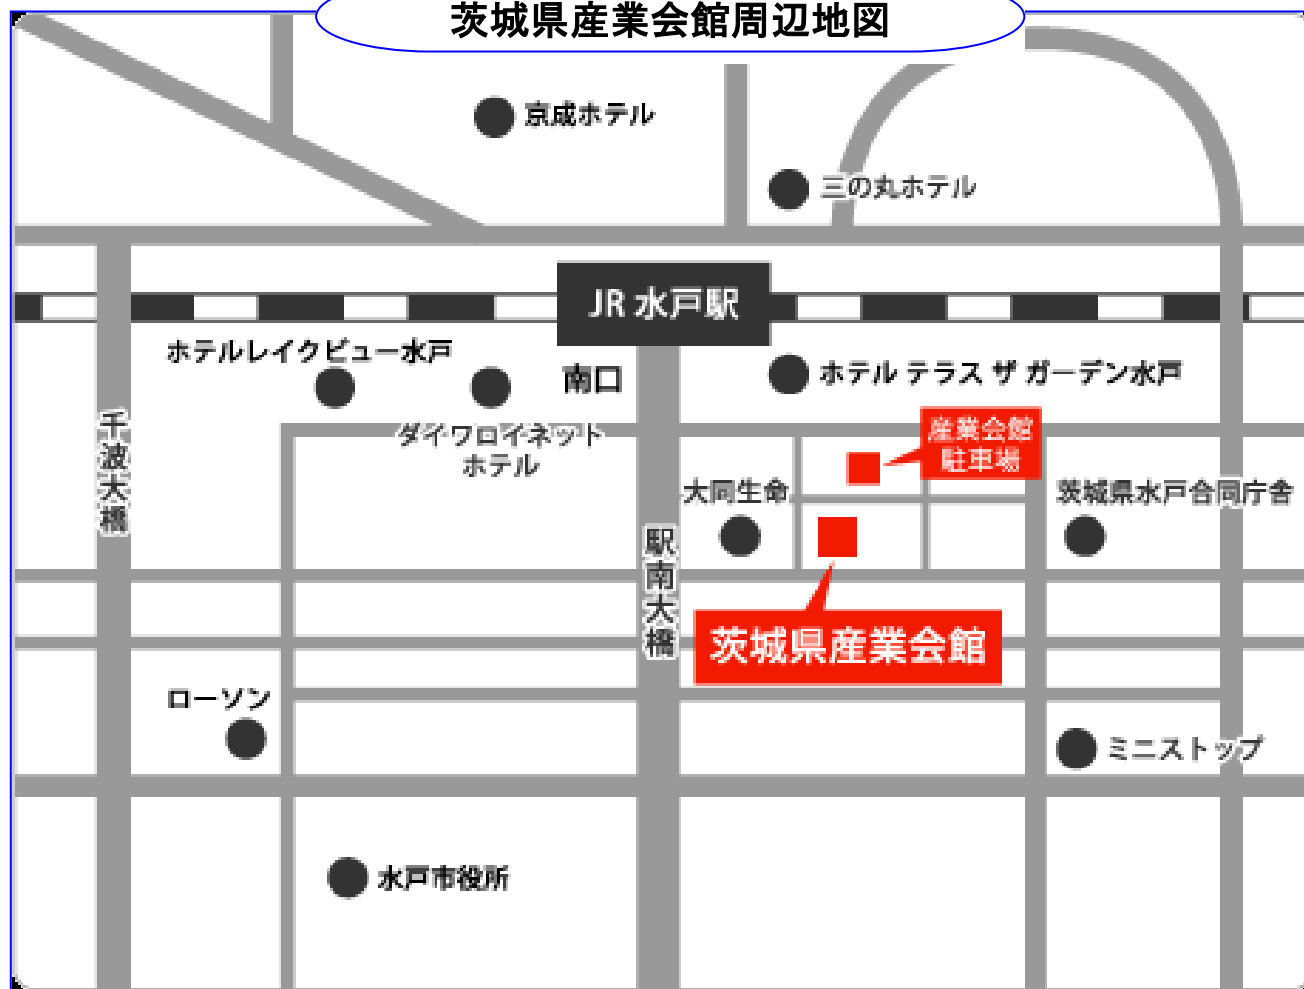 茨城県産業会館周辺地図
京成ホテル
三の丸ホテル
JR 水戸駅
ホテルレイクビュー水戸
南口
ホテル テラス ザ ガーデン水戸
ダイワロイネット
ホテル
産業会館
駐車場
千波大橋
大同生命
茨城県水戸合同庁舎
駅南大橋
茨城県産業会館
ローソン
ミニストップ
水戸市役所